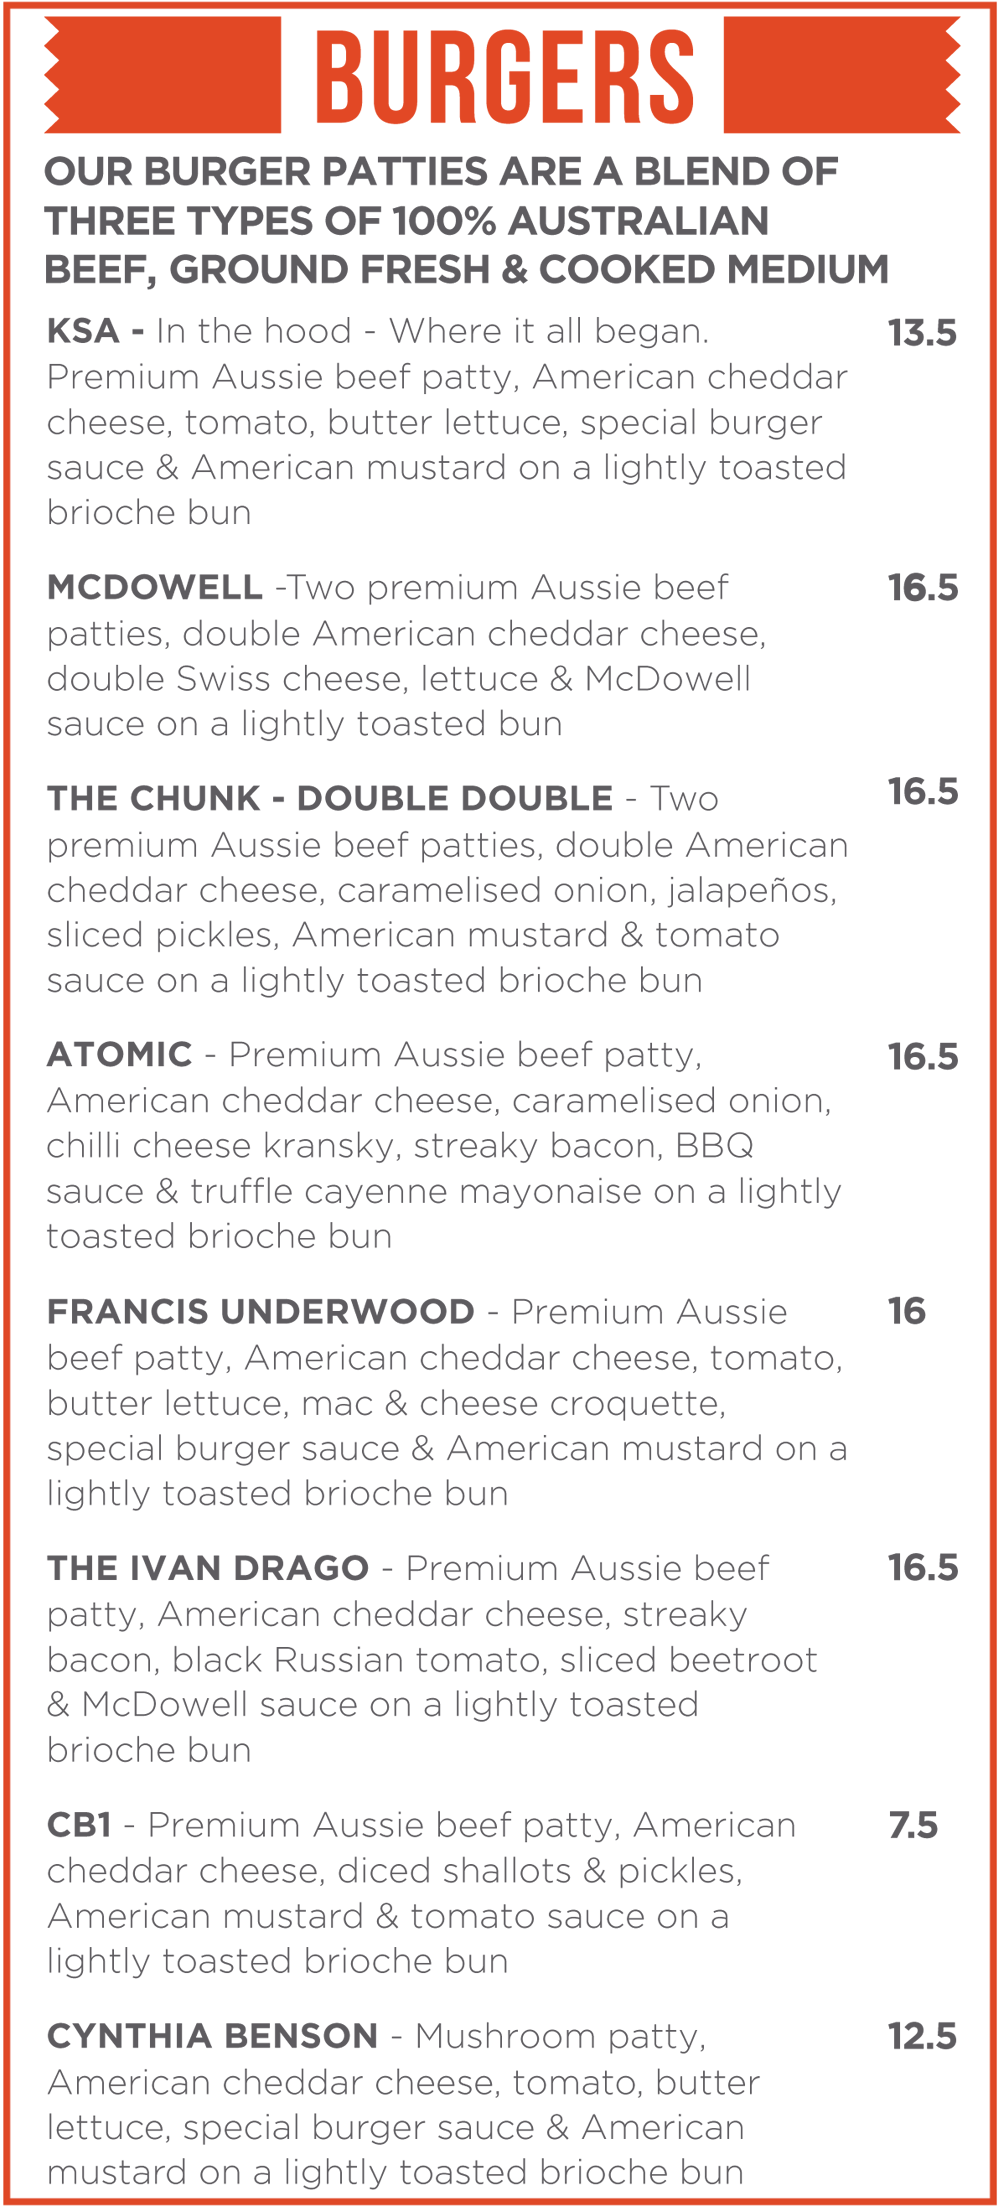 BURGERS
OUR BURGER PATTIES ARE A BLEND OF
THREE TYPES OF 100% AUSTRALIAN
BEEF, GROUND FRESH & COOKED MEDIUM
KSA - In the hood - Where it all began. 13.5
Premium Aussie beef patty, American cheddar
cheese, tomato, butter lettuce, special burger
sauce & American mustard on a lightly toasted
brioche bun
MCDOWELL -Two premium Aussie beef 16.5
patties, double American cheddar cheese,
double Swiss cheese, lettuce & McDowell
sauce on a lightly toasted bun
THE CHUNK - DOUBLE DOUBLE - Two 16.5
premium Aussie beef patties, double American
cheddar cheese, caramelised onion, jalapeños,
sliced pickles, American mustard & tomato
sauce on a lightly toasted brioche bun
ATOMIC - Premium Aussie beef patty, 16.5
American cheddar cheese, caramelised onion,
chilli cheese kransky, streaky bacon, BBQ
sauce & truffle cayenne mayonaise on a lightly
toasted brioche bun
FRANCIS UNDERWOOD - Premium Aussie 16
beef patty, American cheddar cheese, tomato,
butter lettuce, mac & cheese croquette,
special burger sauce & American mustard on a
lightly toasted brioche bun
THE IVAN DRAGO - Premium Aussie beef 16.5
patty, American cheddar cheese, streaky
bacon, black Russian tomato, sliced beetroot
& McDowell sauce on a lightly toasted
brioche bun
CB1 - Premium Aussie beef patty, American 7.5
cheddar cheese, diced shallots & pickles,
American mustard & tomato sauce on a
lightly toasted brioche bun
CYNTHIA BENSON - Mushroom patty, 12.5
American cheddar cheese, tomato, butter
lettuce, special burger sauce & American
mustard on a lightly toasted brioche bun